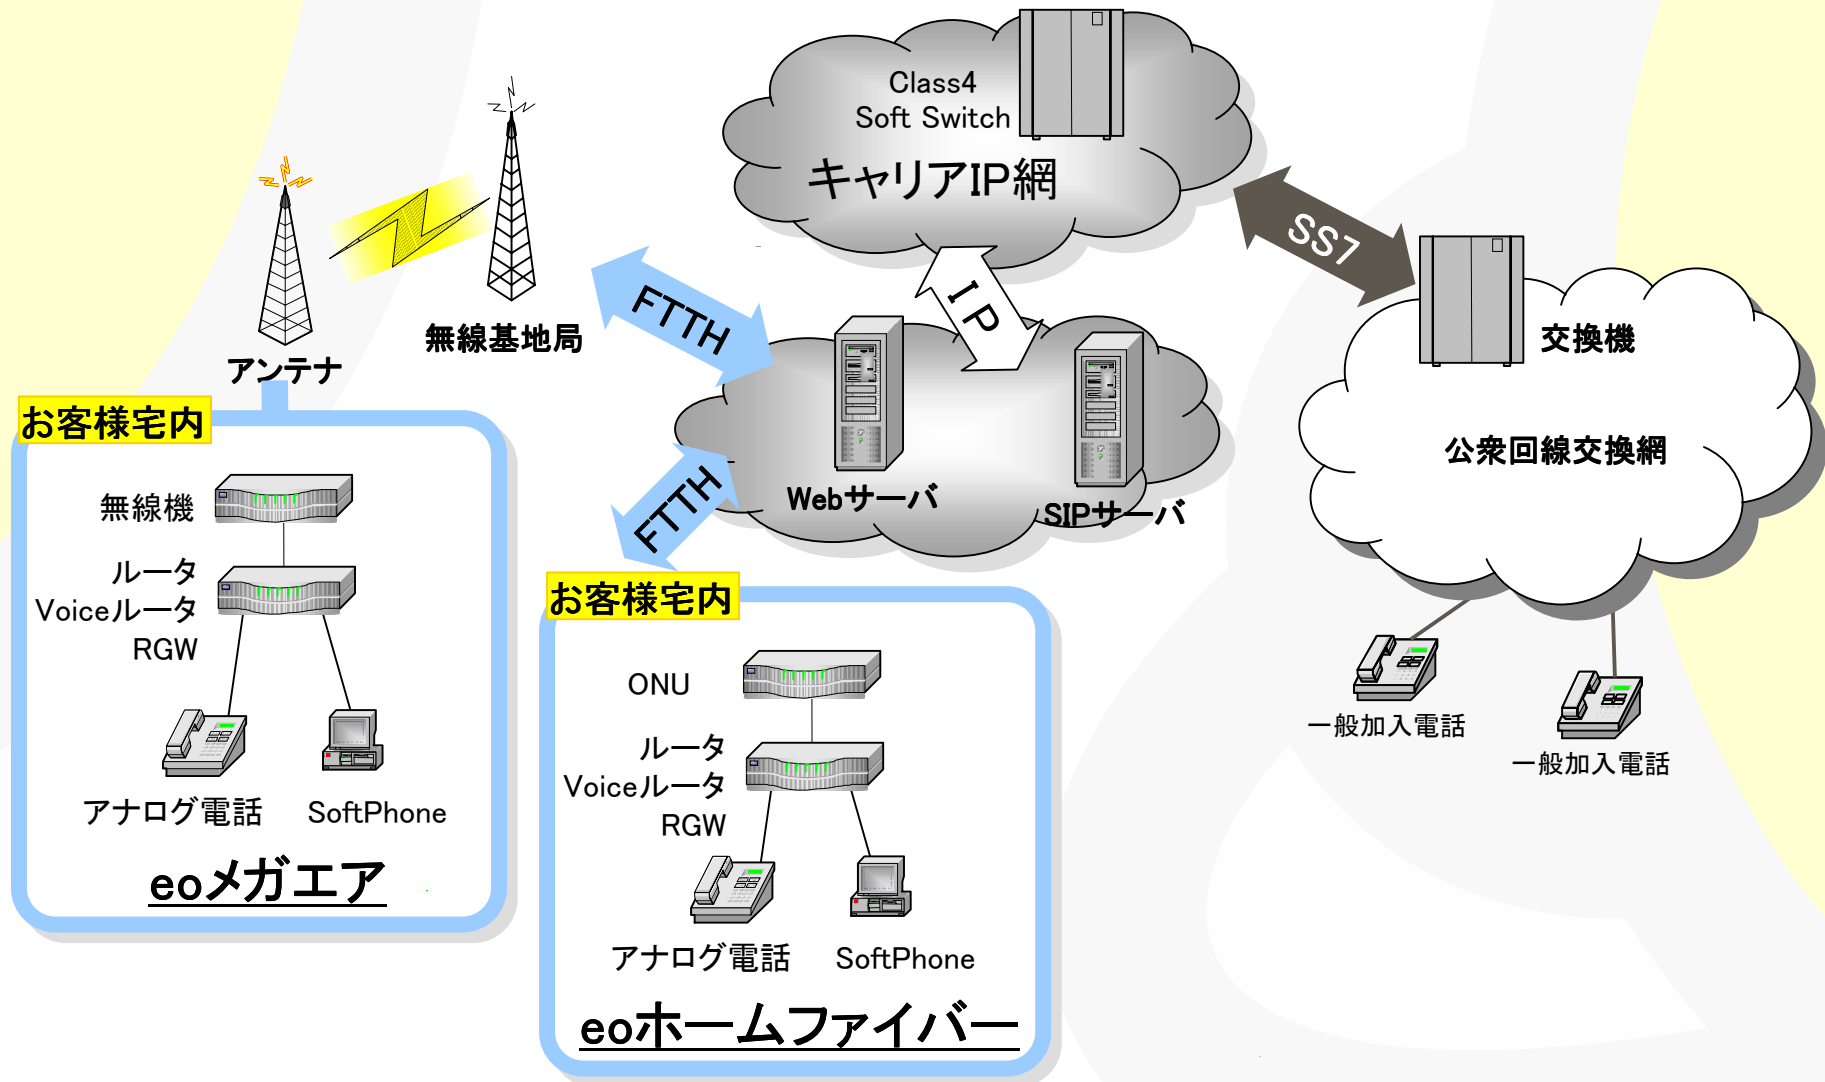 Class4
Soft Switch
キャリアIP網
SS7
IP
FTTH
無線基地局
アンテナ
交換機
公衆回線交換網
お客様宅内
無線機
ルータ
Voiceルータ
RGW
アナログ電話
SoftPhone
eoメガエア
FTTH
Webサーバ
SIPサーバ
お客様宅内
ONU
ルータ
Voiceルータ
RGW
アナログ電話
SoftPhone
eoホームファイバー
一般加入電話
一般加入電話